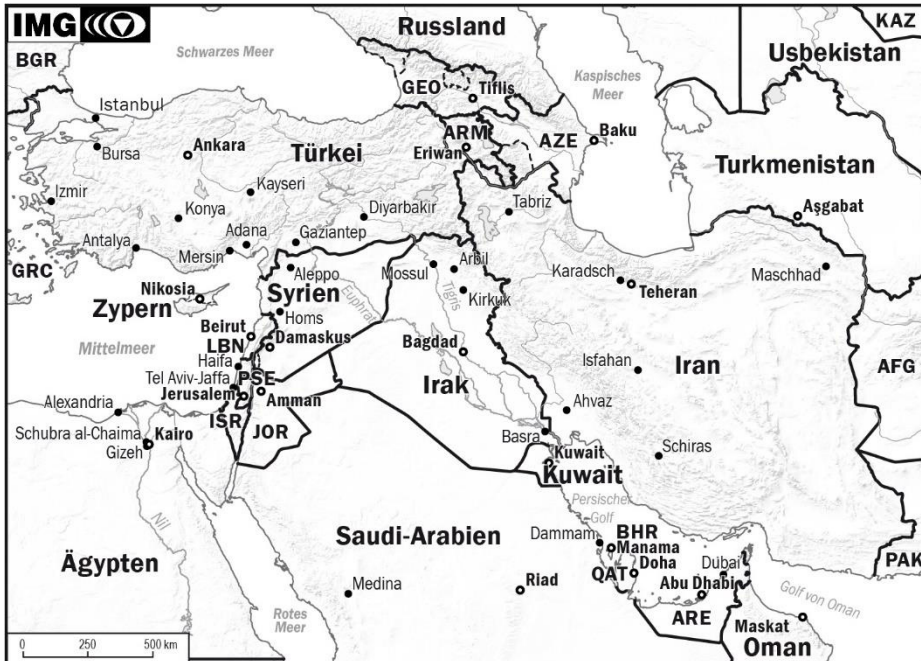 IMG
Russland
KAZ
BGR
Schwarzes Meer
Usbekistan
Kaspisches
Meer
GEO
Tiflis
Istanbul
ARM
AZE
Baku
Bursa
Ankara
Türkei
Eriwan
Turkmenistan
Kayseri
Izmir
Tabriz
Konya
Diyarbakir
Aşgabat
Adana
Gaziantep
Antalya
Mersin
Arbil
GRC
Aleppo
Mossul
Maschhad
Karadsch
Teheran
Syrien
Euphrat
Tigris
Kirkuk
Nikosia
Zypern
Homs
Beirut
Damaskus
LBN
Mittelmeer
Bagdad
Haifa
Isfahan
Iran
AFG
PSE
Tel Aviv-Jaffa
Irak
Jerusalem
Amman
Alexandria
Ahvaz
ISR
JOR
Schubra al-Chaima
Kairo
Basra
Gizeh
Kuwait
Schiras
Kuwait
Persischer
Golf
Nil
Saudi-Arabien
Dammam
BHR
Manama
Doha
PAK
Ägypten
QAT
Dubai
Abu Dhabi
Medina
Riad
Golf von Oman
Rotes
Meer
ARE
Maskat
Oman
0 250 500 km